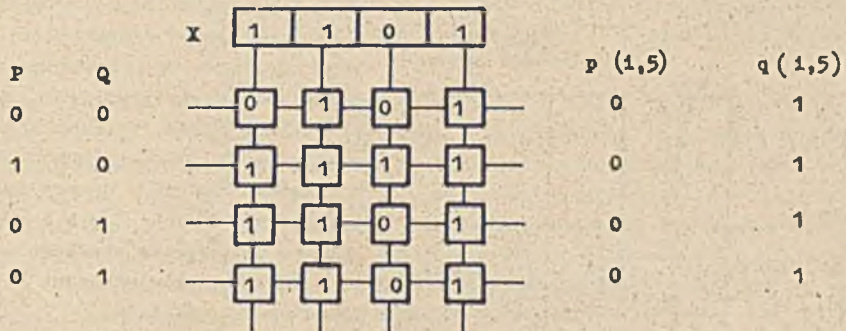 X 1 1 0 1
P Q p (1,5) q (1,5)
0 0 0 1 0 1 0 1
1 0 1 1 1 1 0 1
0 1 1 1 0 1 0 1
0 1 1 1 0 1 0 1